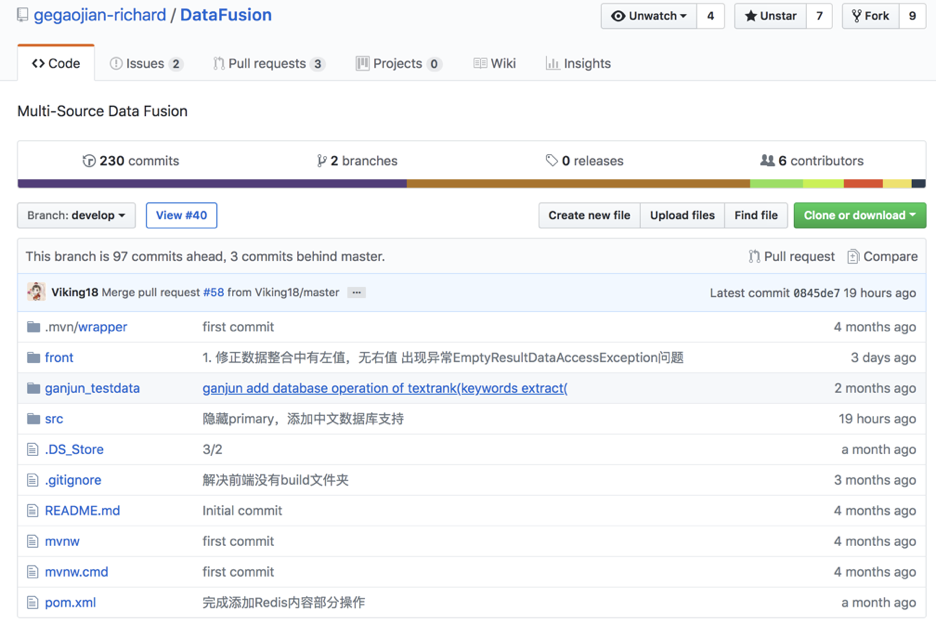 gegaojian-richard / DataFusion
Unwatch 4 Unstar 7 Fork 9
Code Issues 2 Pull requests 3 Projects 0 Wiki Insights
Multi-Source Data Fusion
230 commits 2 branches 0 releases 6 contributors
Branch: develop View #40 Create new file Upload files Find file Clone or download
This branch is 97 commits ahead, 3 commits behind master. Pull request Compare
Viking18 Merge pull request #58 from Viking18/master ... Latest commit 0845de7 19 hours ago
.mvn/wrapper first commit 4 months ago
front 1. 修正数据整合中有左值，无右值 出现异常EmptyResultDataAccessException问题 3 days ago
ganjun_testdata ganjun add database operation of textrank(keywords extract( 2 months ago
src 隐藏primary，添加中文数据库支持 19 hours ago
.DS_Store 3/2 a month ago
.gitignore 解决前端没有build文件夹 3 months ago
README.md Initial commit 4 months ago
mvnw first commit 4 months ago
mvnw.cmd first commit 4 months ago
pom.xml 完成添加Redis内容部分操作 a month ago